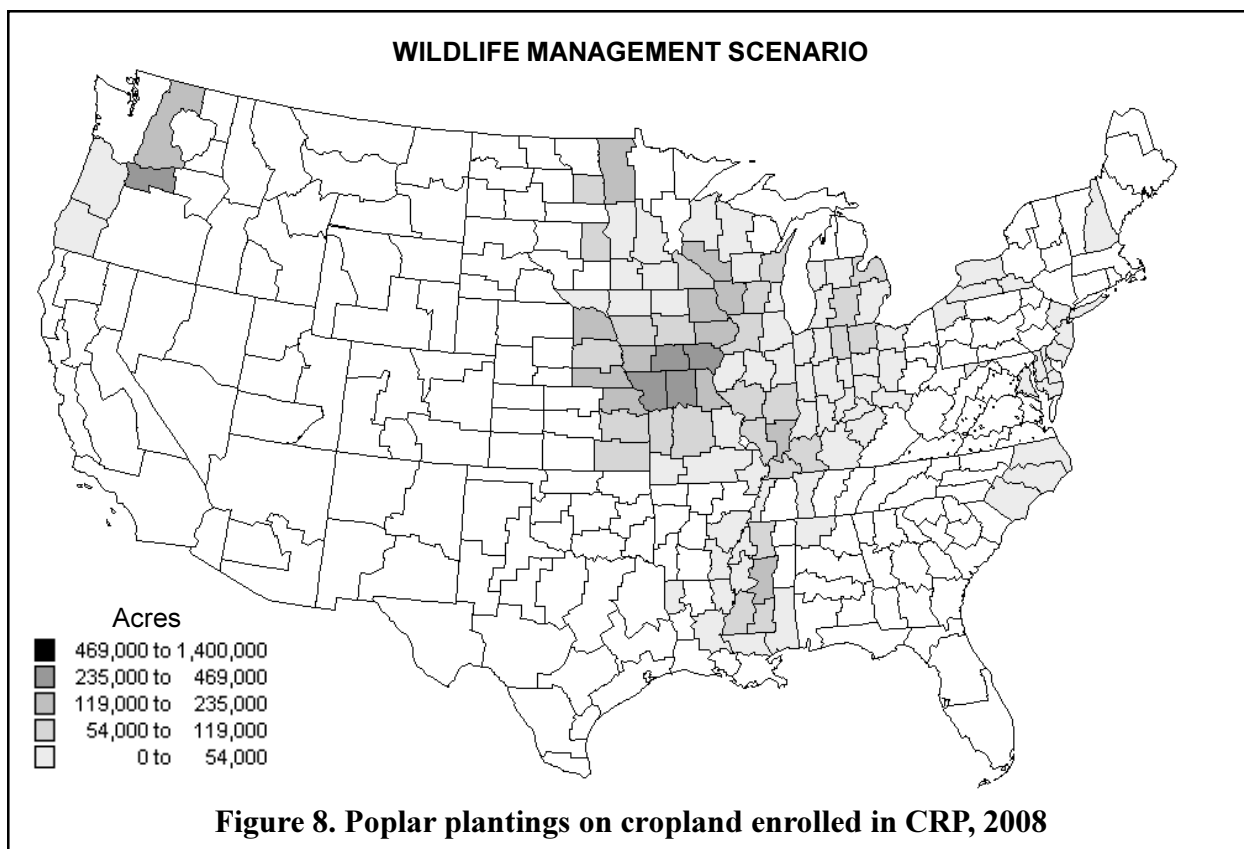 WILDLIFE MANAGEMENT SCENARIO
Acres
469,000 to 1,400,000
235,000 to 469,000
119,000 to 235,000
54,000 to 119,000
0 to 54,000
Figure 8. Poplar plantings on cropland enrolled in CRP, 2008